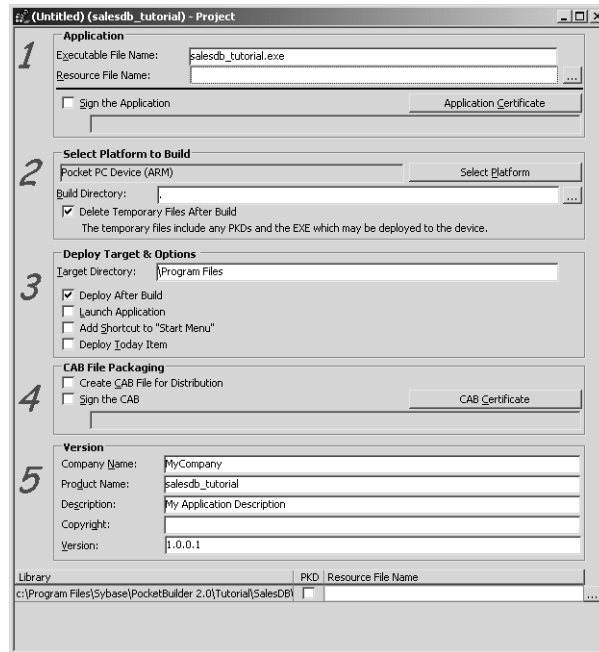 (Untitled) (salesdb_tutorial) - Project
1
Application
Executable File Name: salesdb_tutorial.exe
Resource File Name: ...
Sign the Application Application Certificate
2
Select Platform to Build
Pocket PC Device (ARM) Select Platform
Build Directory: . ...
Delete Temporary Files After Build
The temporary files include any PKDs and the EXE which may be deployed to the device.
3
Deploy Target & Options
Target Directory: \Program Files
Deploy After Build
Launch Application
Add Shortcut to "Start Menu"
Deploy Today Item
4
CAB File Packaging
Create CAB File for Distribution
Sign the CAB CAB Certificate
5
Version
Company Name: MyCompany
Product Name: salesdb_tutorial
Description: My Application Description
Copyright:
Version: 1.0.0.1
Library PKD Resource File Name
c:\Program Files\Sybase\PocketBuilder 2.0\Tutorial\SalesDB\ ...